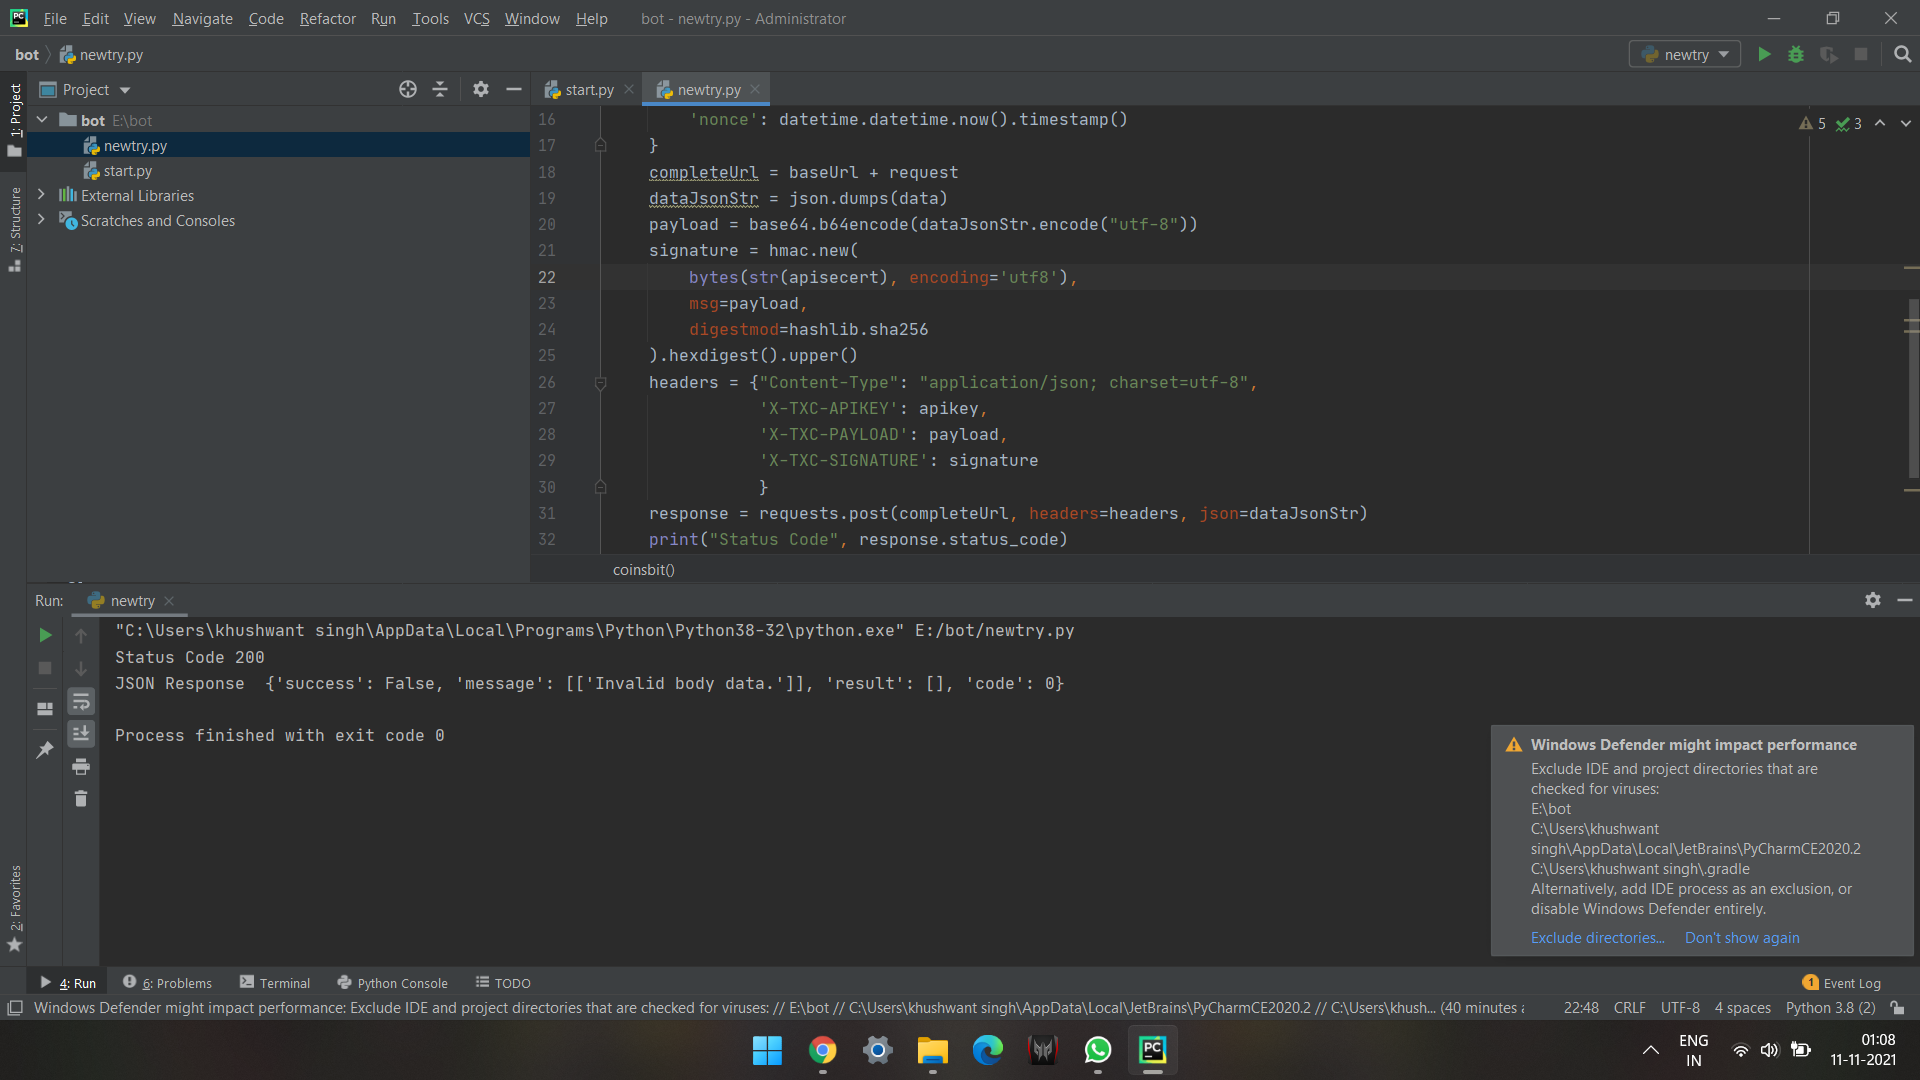 File Edit View Navigate Code Refactor Run Tools VCS Window Help bot - newtry.py - Administrator
bot newtry.py
newtry
1: Project
7: Structure
2: Favorites
Project
bot E:\bot
newtry.py
start.py
External Libraries
Scratches and Consoles
start.py newtry.py
5 3
16 'nonce': datetime.datetime.now().timestamp()
17 }
18 completeUrl = baseUrl + request
19 dataJsonStr = json.dumps(data)
20 payload = base64.b64encode(dataJsonStr.encode("utf-8"))
21 signature = hmac.new(
22 bytes(str(apisecert), encoding='utf8'),
23 msg=payload,
24 digestmod=hashlib.sha256
25 ).hexdigest().upper()
26 headers = {"Content-Type": "application/json; charset=utf-8",
27 'X-TXC-APIKEY': apikey,
28 'X-TXC-PAYLOAD': payload,
29 'X-TXC-SIGNATURE': signature
30 }
31 response = requests.post(completeUrl, headers=headers, json=dataJsonStr)
32 print("Status Code", response.status_code)
coinsbit()
Run: newtry
"C:\Users\khushwant singh\AppData\Local\Programs\Python\Python38-32\python.exe" E:/bot/newtry.py
Status Code 200
JSON Response  {'success': False, 'message': [['Invalid body data.']], 'result': [], 'code': 0}
Process finished with exit code 0
Windows Defender might impact performance
Exclude IDE and project directories that are
checked for viruses:
E:\bot
C:\Users\khushwant
singh\AppData\Local\JetBrains\PyCharmCE2020.2
C:\Users\khushwant singh\.gradle
Alternatively, add IDE process as an exclusion, or
disable Windows Defender entirely.
Exclude directories... Don't show again
4: Run 6: Problems Terminal Python Console TODO 1 Event Log
Windows Defender might impact performance: Exclude IDE and project directories that are checked for viruses: // E:\bot // C:\Users\khushwant singh\AppData\Local\JetBrains\PyCharmCE2020.2 // C:\Users\khush... (40 minutes a 22:48 CRLF UTF-8 4 spaces Python 3.8 (2)
PC
ENG
IN
01:08
11-11-2021